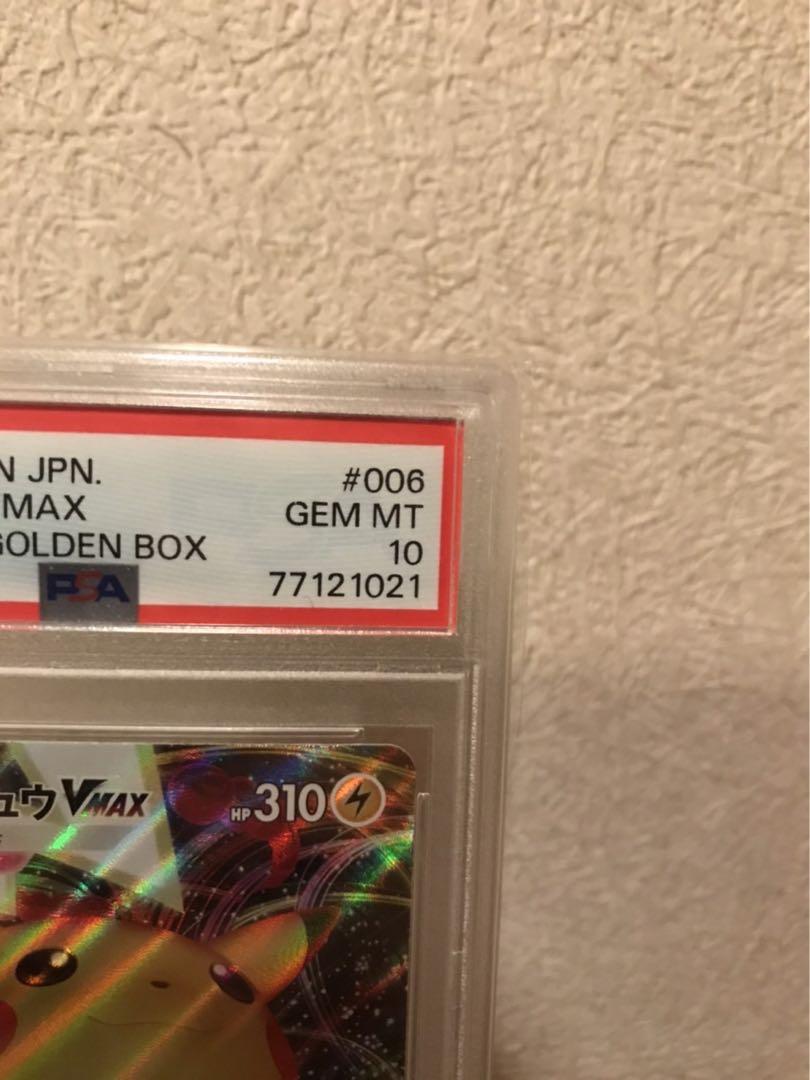 N JPN.
#006
MAX
GEM MT
GOLDEN BOX
10
PSA
77121021
ュウVMAX
HP310